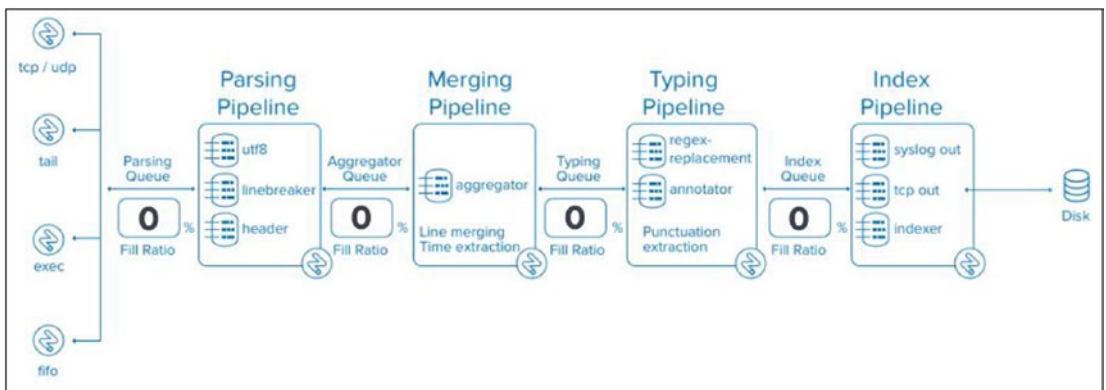 tcp / udp
tail
exec
fifo
Parsing
Queue
0 %
Fill Ratio
Parsing
Pipeline
utf8
linebreaker
header
Aggregator
Queue
0 %
Fill Ratio
Merging
Pipeline
aggregator
Line merging
Time extraction
Typing
Queue
0 %
Fill Ratio
Typing
Pipeline
regex-
replacement
annotator
Punctuation
extraction
Index
Queue
0 %
Fill Ratio
Index
Pipeline
syslog out
tcp out
indexer
Disk